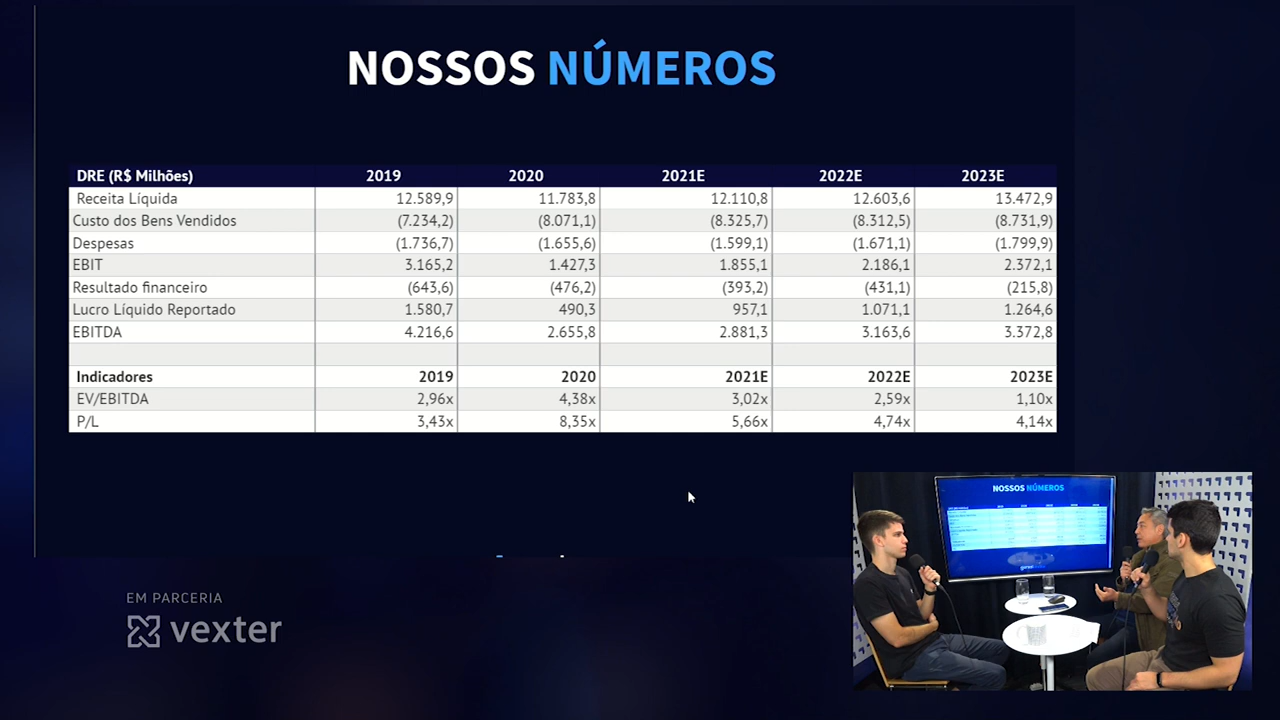 NOSSOS NÚMEROS
DRE (R$ Milhões) 2019 2020 2021E 2022E 2023E
Receita Líquida 12.589,9 11.783,8 12.110,8 12.603,6 13.472,9
Custo dos Bens Vendidos (7.234,2) (8.071,1) (8.325,7) (8.312,5) (8.731,9)
Despesas (1.736,7) (1.655,6) (1.599,1) (1.671,1) (1.799,9)
EBIT 3.165,2 1.427,3 1.855,1 2.186,1 2.372,1
Resultado financeiro (643,6) (476,2) (393,2) (431,1) (215,8)
Lucro Líquido Reportado 1.580,7 490,3 957,1 1.071,1 1.264,6
EBITDA 4.216,6 2.655,8 2.881,3 3.163,6 3.372,8
Indicadores 2019 2020 2021E 2022E 2023E
EV/EBITDA 2,96x 4,38x 3,02x 2,59x 1,10x
P/L 3,43x 8,35x 5,66x 4,74x 4,14x
NOSSOS NÚMEROS
EM PARCERIA
vexter